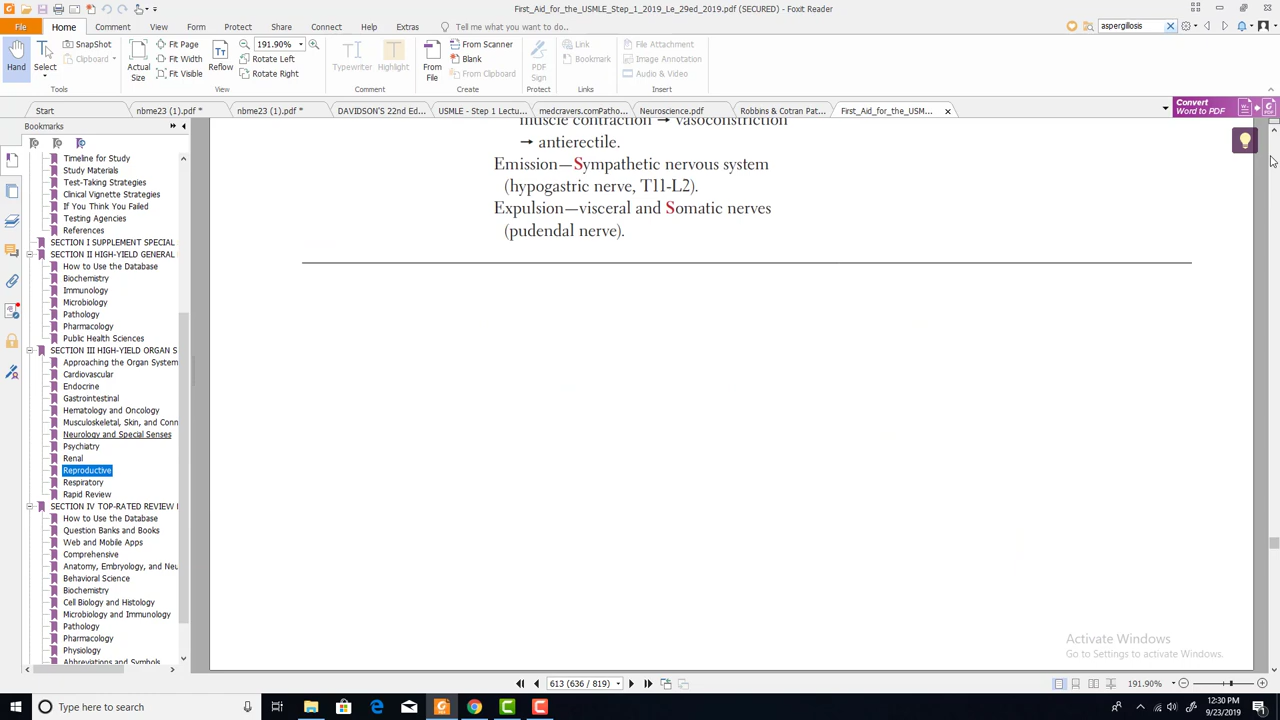 First_Aid_for_the_USMLE_Step_1_2019_Le_29ed_2019.pdf (SECURED) - Foxit Reader
File Home Comment View Form Protect Share Connect Help Extras Tell me what you want to do...
aspergillosis
Hand
Select
SnapShot
Clipboard
Tools
Actual Size
Fit Page
Fit Width
Fit Visible
Reflow
191.90%
Rotate Left
Rotate Right
View
Typewriter
Highlight
Comment
From File
From Scanner
Blank
From Clipboard
Create
PDF Sign
Protect
Link
Bookmark
Links
File Attachment
Image Annotation
Audio & Video
Insert
Start nbme23 (1).pdf * nbme23 (1).pdf * DAVIDSON'S 22nd Ed... USMLE - Step 1 Lectu... medcravers.comPatho... Neuroscience.pdf Robbins & Cotran Pat... First_Aid_for_the_USM...
Convert
Word to PDF
Bookmarks
Timeline for Study
Study Materials
Test-Taking Strategies
Clinical Vignette Strategies
If You Think You Failed
Testing Agencies
References
SECTION I SUPPLEMENT SPECIAL
SECTION II HIGH-YIELD GENERAL
How to Use the Database
Biochemistry
Immunology
Microbiology
Pathology
Pharmacology
Public Health Sciences
SECTION III HIGH-YIELD ORGAN S
Approaching the Organ System
Cardiovascular
Endocrine
Gastrointestinal
Hematology and Oncology
Musculoskeletal, Skin, and Conn
Neurology and Special Senses
Psychiatry
Renal
Reproductive
Respiratory
Rapid Review
SECTION IV TOP-RATED REVIEW
How to Use the Database
Question Banks and Books
Web and Mobile Apps
Comprehensive
Anatomy, Embryology, and Neu
Behavioral Science
Biochemistry
Cell Biology and Histology
Microbiology and Immunology
Pathology
Pharmacology
Physiology
Abbreviations and Symbols
muscle contraction → vasoconstriction
→ antierectile.
Emission—Sympathetic nervous system
(hypogastric nerve, T11-L2).
Expulsion—visceral and Somatic nerves
(pudendal nerve).
Activate Windows
Go to Settings to activate Windows.
613 (636 / 819)
191.90%
Type here to search
12:30 PM
9/23/2019